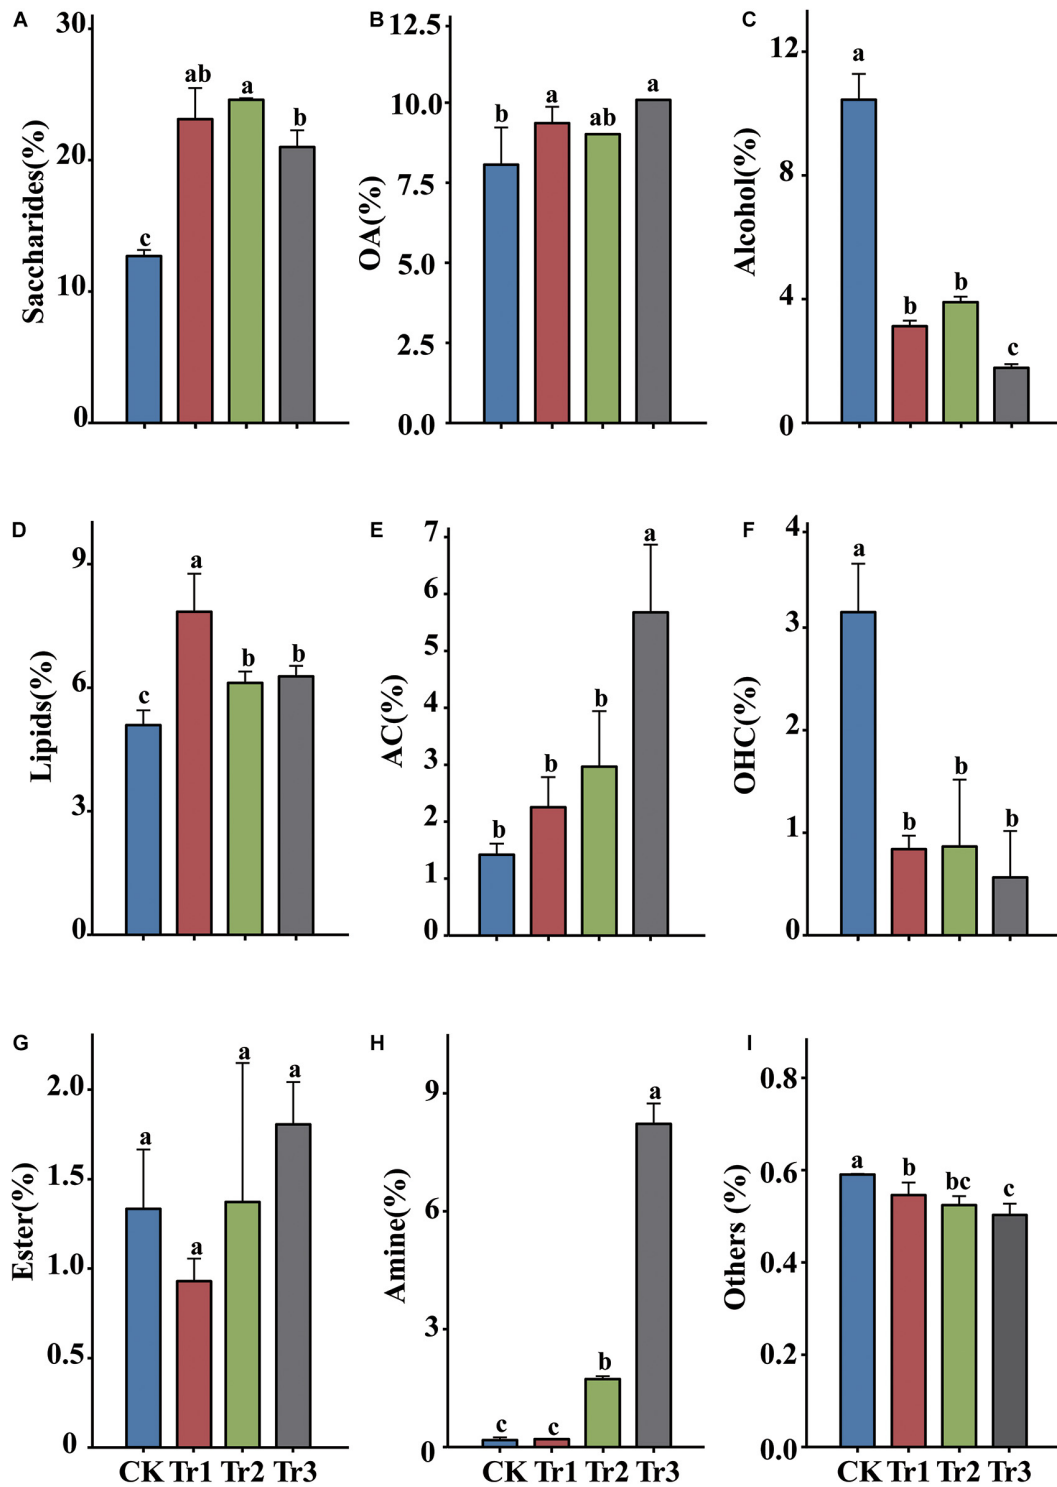 A
Saccharides(%)
30
20
10
0
c
ab
a
b
B
OA(%)
12.5
10.0
7.5
5.0
2.5
0.0
b
a
ab
a
C
Alcohol(%)
12
8
4
0
a
b
b
c
D
Lipids(%)
9
6
3
0
c
a
b
b
E
AC(%)
7
6
5
4
3
2
1
0
b
b
b
a
F
OHC(%)
4
3
2
1
0
a
b
b
b
G
Ester(%)
2.0
1.5
1.0
0.5
0
a
a
a
a
CK Tr1 Tr2 Tr3
H
Amine(%)
9
6
3
0
c
c
b
a
CK Tr1 Tr2 Tr3
I
Others (%)
0.8
0.6
0.4
0.2
0.0
a
b
bc
c
CK Tr1 Tr2 Tr3